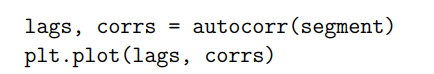 lags, corrs = autocorr(segment)
plt.plot(lags, corrs)